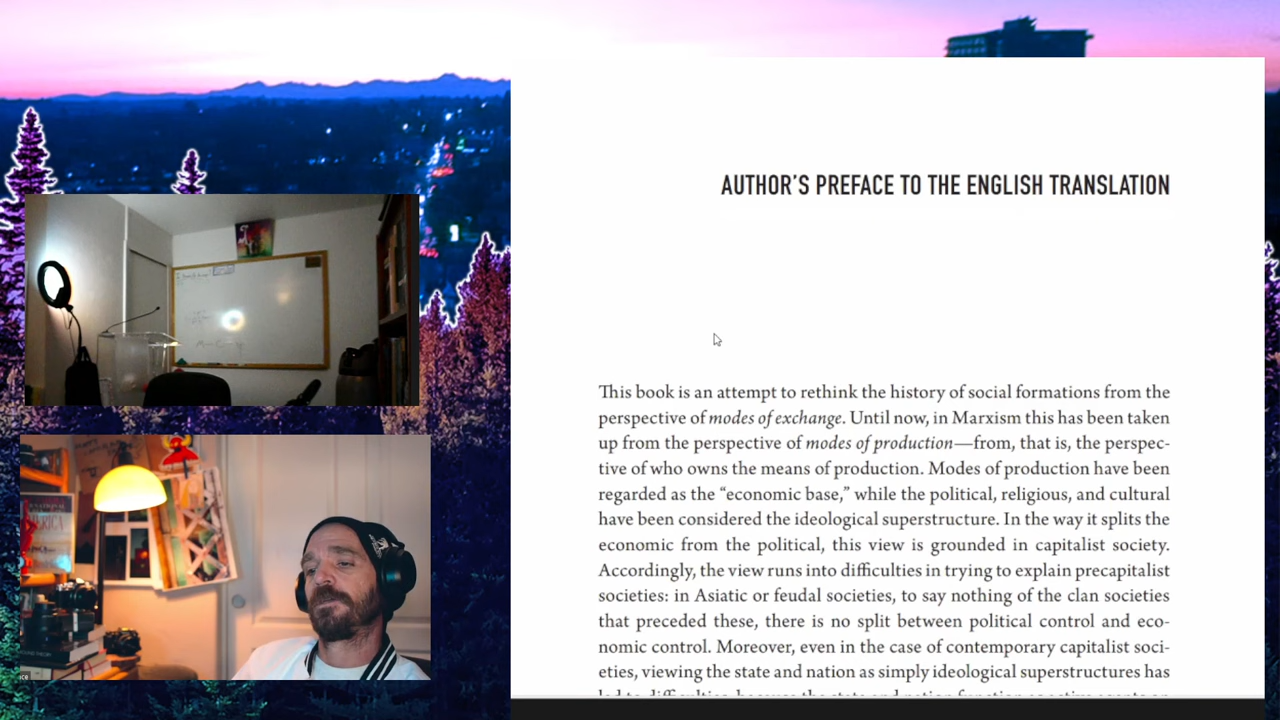 AUTHOR’S PREFACE TO THE ENGLISH TRANSLATION
This book is an attempt to rethink the history of social formations from the
perspective of modes of exchange. Until now, in Marxism this has been taken
up from the perspective of modes of production—from, that is, the perspec-
tive of who owns the means of production. Modes of production have been
regarded as the “economic base,” while the political, religious, and cultural
have been considered the ideological superstructure. In the way it splits the
economic from the political, this view is grounded in capitalist society.
Accordingly, the view runs into difficulties in trying to explain precapitalist
societies: in Asiatic or feudal societies, to say nothing of the clan societies
that preceded these, there is no split between political control and eco-
nomic control. Moreover, even in the case of contemporary capitalist soci-
eties, viewing the state and nation as simply ideological superstructures has